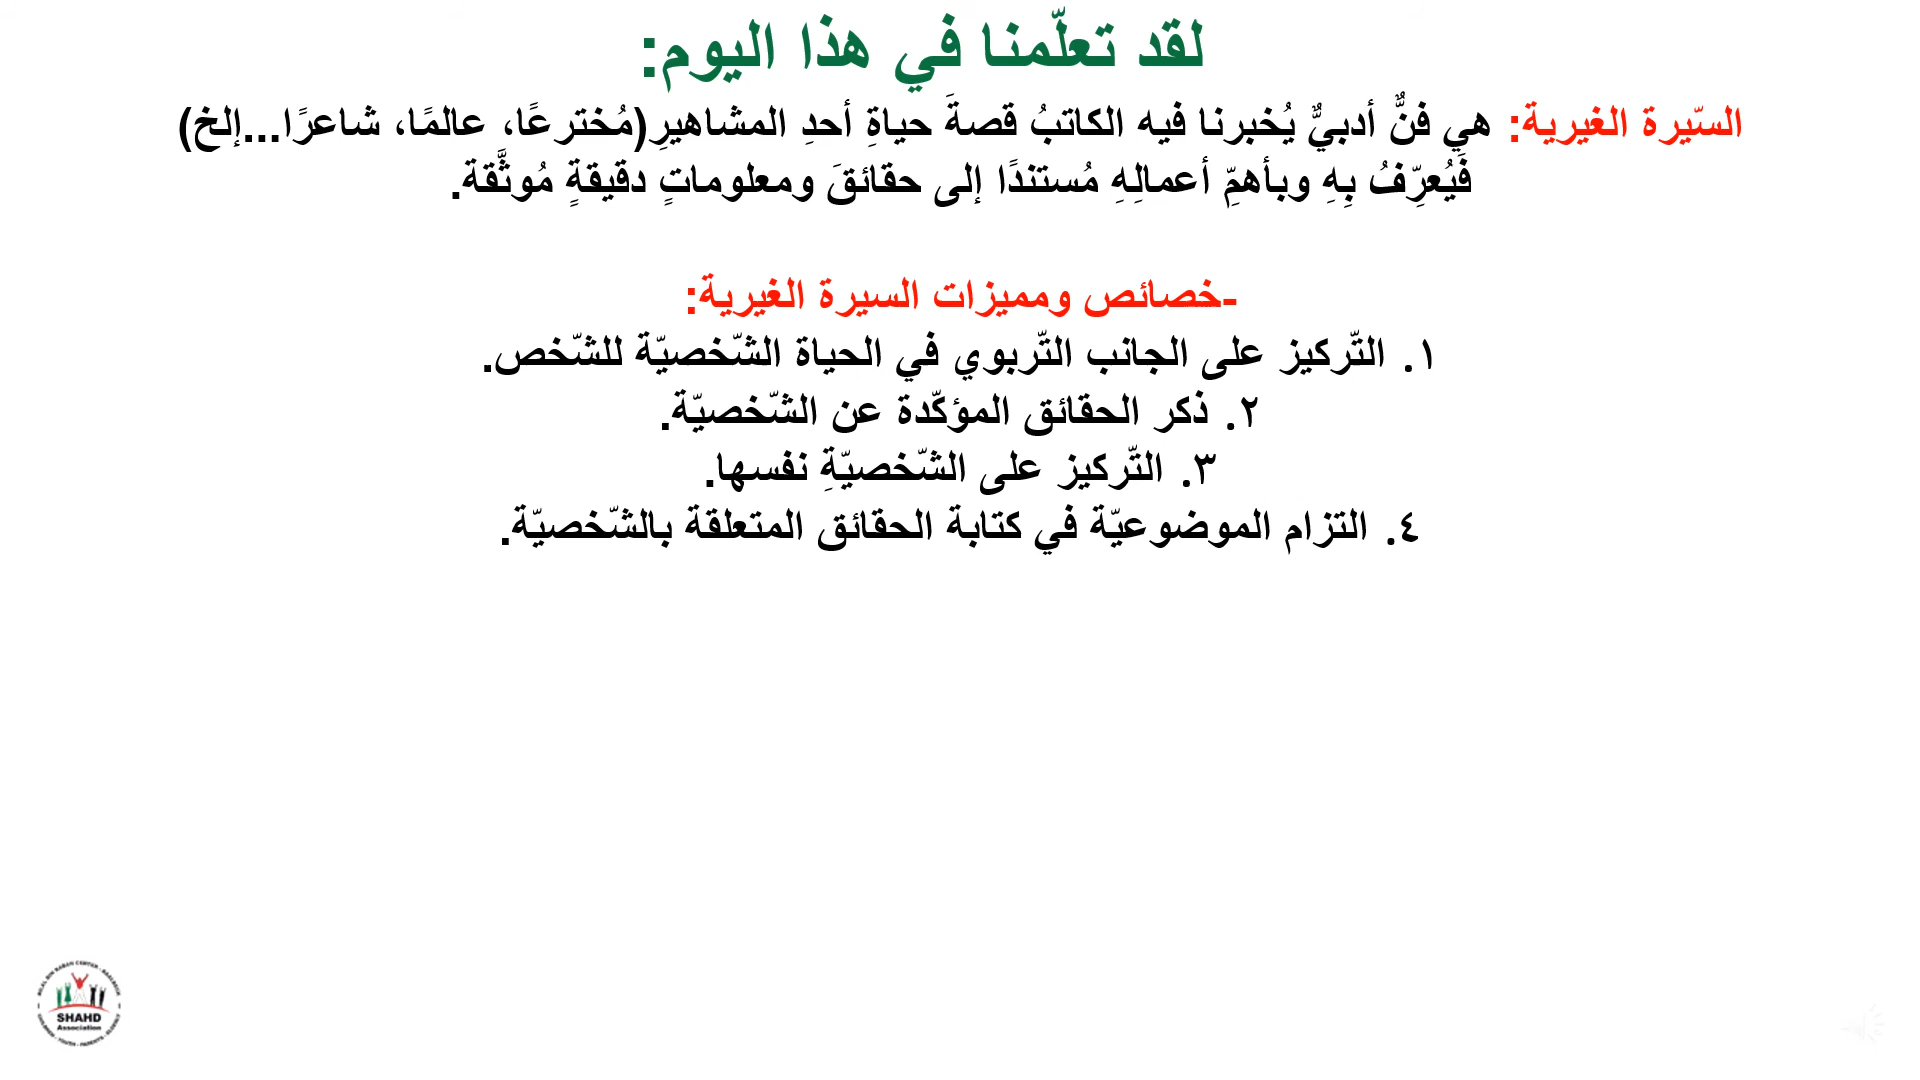 لقد تعلّمنا في هذا اليوم:
السّيرة الغيرية: هي فنٌّ أدبيٌّ يُخبرنا فيه الكاتبُ قصةَ حياةِ أحدِ المشاهيرِ(مُخترعًا، عالمًا، شاعرًا...إلخ)
فَيُعرِّفُ بِهِ وبأهمِّ أعمالِهِ مُستندًا إلى حقائقَ ومعلوماتٍ دقيقةٍ مُوثَّقة.
-خصائص ومميزات السيرة الغيرية:
١. التّركيز على الجانب التّربوي في الحياة الشّخصيّة للشّخص.
٢. ذكر الحقائق المؤكّدة عن الشّخصيّة.
٣. التّركيز على الشّخصيّةِ نفسها.
٤. التزام الموضوعيّة في كتابة الحقائق المتعلقة بالشّخصيّة.
SHAHD
Association